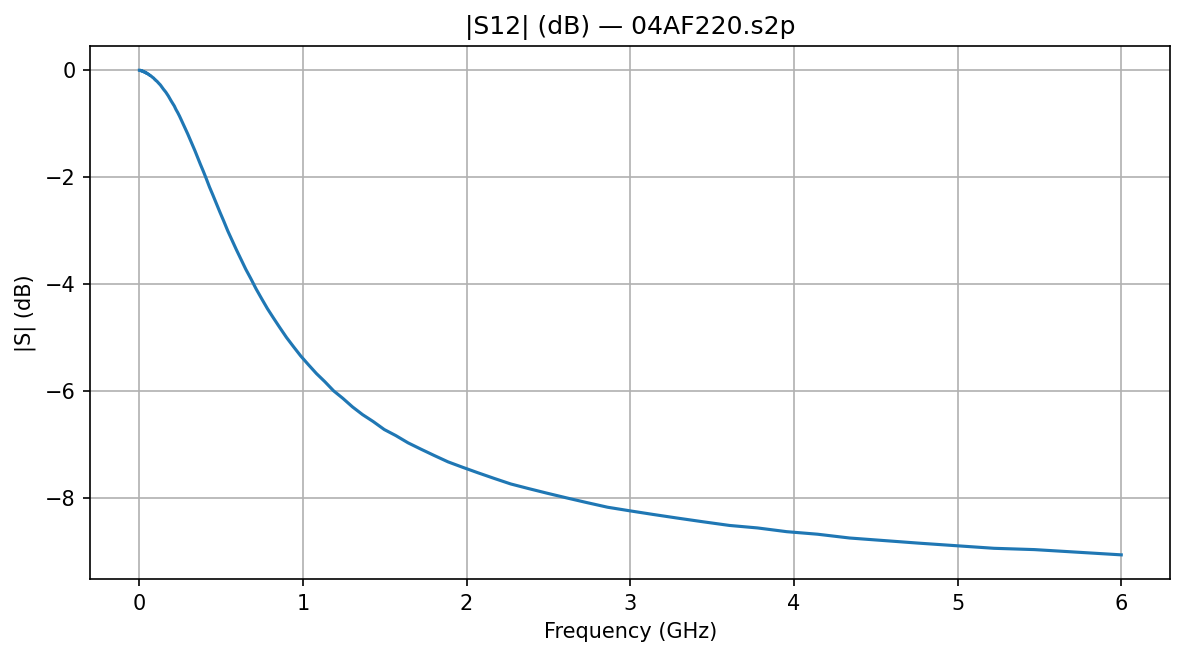 |S12| (dB) — 04AF220.s2p
|S| (dB)
0
−2
−4
−6
−8
0 1 2 3 4 5 6
Frequency (GHz)